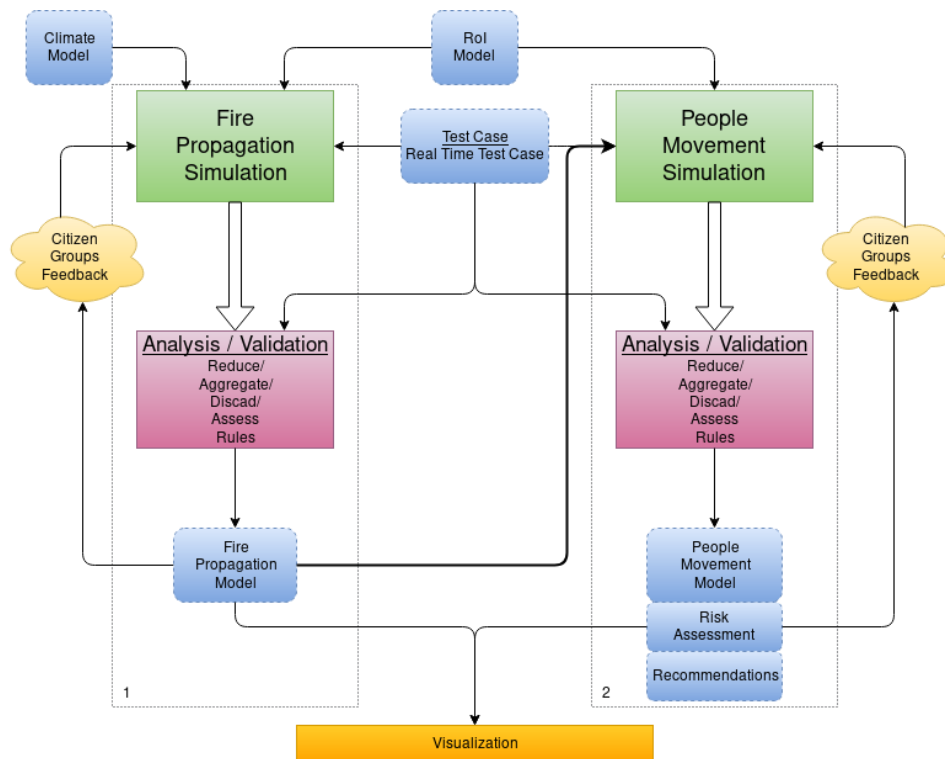 Climate
Model
RoI
Model
Fire
Propagation
Simulation
Test Case
Real Time Test Case
People
Movement
Simulation
Citizen
Groups
Feedback
Citizen
Groups
Feedback
Analysis / Validation
Reduce/
Aggregate/
Discad/
Assess
Rules
Analysis / Validation
Reduce/
Aggregate/
Discad/
Assess
Rules
Fire
Propagation
Model
People
Movement
Model
Risk
Assessment
Recommendations
1
2
Visualization